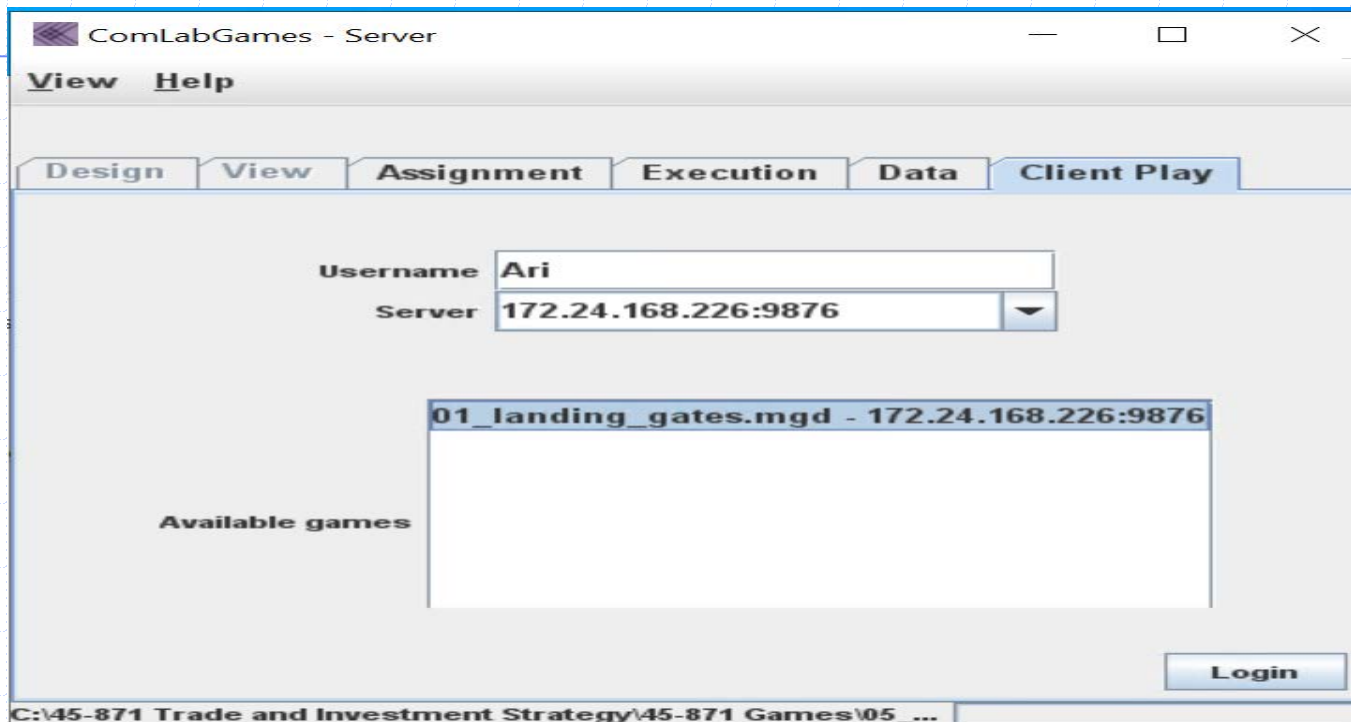 ComLabGames - Server
View Help
Design View Assignment Execution Data Client Play
Username Ari
Server 172.24.168.226:9876
01_landing_gates.mgd - 172.24.168.226:9876
Available games
Login
C:\45-871 Trade and Investment Strategy\45-871 Games\05_...